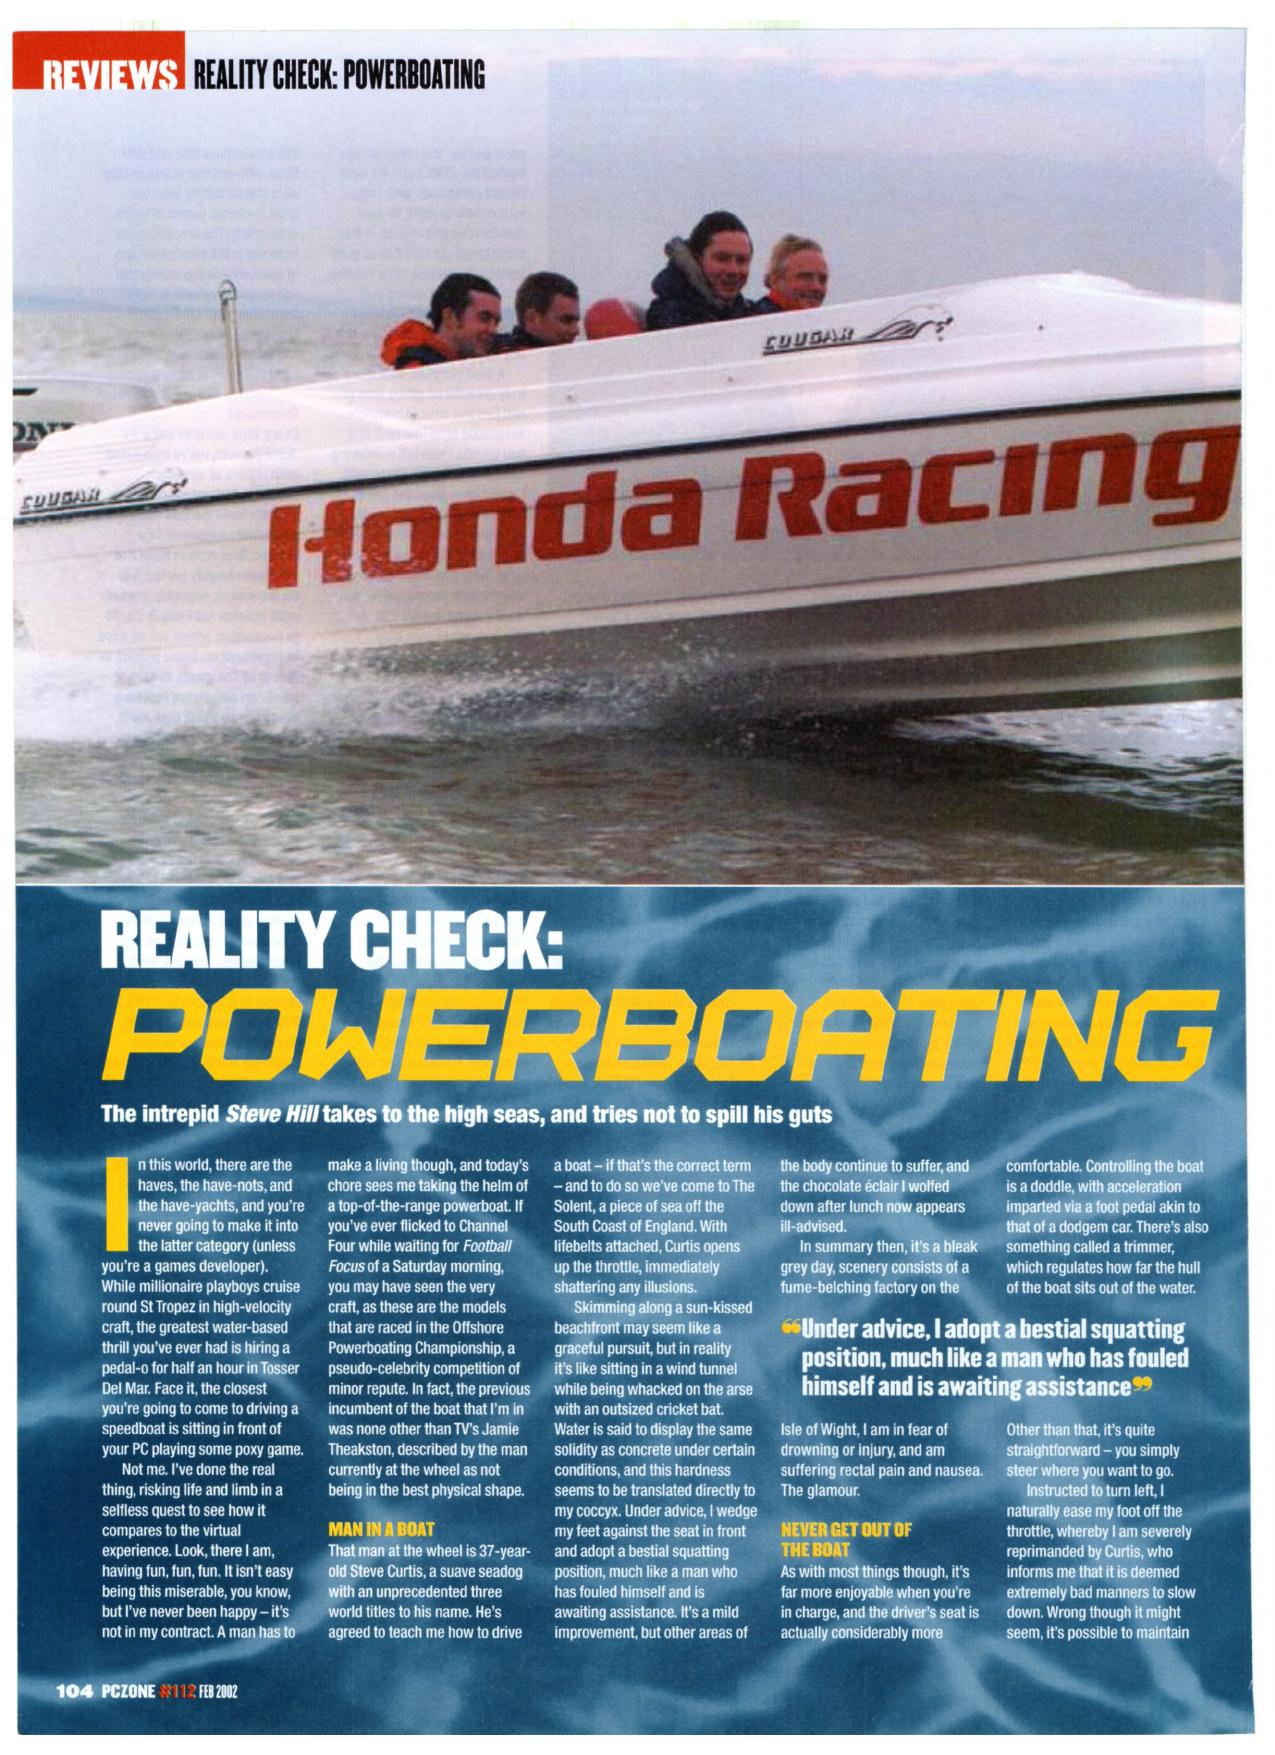 REVIEWS REALITY CHECK: POWERBOATING
COUGAR
COUGAR
Honda Racing
REALITY CHECK:
POWERBOATING
The intrepid Steve Hill takes to the high seas, and tries not to spill his guts
In this world, there are the
haves, the have-nots, and
the have-yachts, and you're
never going to make it into
the latter category (unless
you're a games developer).
While millionaire playboys cruise
round St Tropez in high-velocity
craft, the greatest water-based
thrill you've ever had is hiring a
pedal-o for half an hour in Tosser
Del Mar. Face it, the closest
you're going to come to driving a
speedboat is sitting in front of
your PC playing some poxy game.
Not me. I've done the real
thing, risking life and limb in a
selfless quest to see how it
compares to the virtual
experience. Look, there I am,
having fun, fun, fun. It isn't easy
being this miserable, you know,
but I've never been happy – it's
not in my contract. A man has to
make a living though, and today's
chore sees me taking the helm of
a top-of-the-range powerboat. If
you've ever flicked to Channel
Four while waiting for Football
Focus of a Saturday morning,
you may have seen the very
craft, as these are the models
that are raced in the Offshore
Powerboating Championship, a
pseudo-celebrity competition of
minor repute. In fact, the previous
incumbent of the boat that I'm in
was none other than TV's Jamie
Theakston, described by the man
currently at the wheel as not
being in the best physical shape.
MAN IN A BOAT
That man at the wheel is 37-year-
old Steve Curtis, a suave seadog
with an unprecedented three
world titles to his name. He's
agreed to teach me how to drive
a boat – if that's the correct term
– and to do so we've come to The
Solent, a piece of sea off the
South Coast of England. With
lifebelts attached, Curtis opens
up the throttle, immediately
shattering any illusions.
Skimming along a sun-kissed
beachfront may seem like a
graceful pursuit, but in reality
it's like sitting in a wind tunnel
while being whacked on the arse
with an outsized cricket bat.
Water is said to display the same
solidity as concrete under certain
conditions, and this hardness
seems to be translated directly to
my coccyx. Under advice, I wedge
my feet against the seat in front
and adopt a bestial squatting
position, much like a man who
has fouled himself and is
awaiting assistance. It's a mild
improvement, but other areas of
the body continue to suffer, and
the chocolate éclair I wolfed
down after lunch now appears
ill-advised.
In summary then, it's a bleak
grey day, scenery consists of a
fume-belching factory on the
Isle of Wight, I am in fear of
drowning or injury, and am
suffering rectal pain and nausea.
The glamour.
NEVER GET OUT OF
THE BOAT
As with most things though, it's
far more enjoyable when you're
in charge, and the driver's seat is
actually considerably more
comfortable. Controlling the boat
is a doddle, with acceleration
imparted via a foot pedal akin to
that of a dodgem car. There's also
something called a trimmer,
which regulates how far the hull
of the boat sits out of the water.
“Under advice, I adopt a bestial squatting
position, much like a man who has fouled
himself and is awaiting assistance”
Other than that, it's quite
straightforward – you simply
steer where you want to go.
Instructed to turn left, I
naturally ease my foot off the
throttle, whereby I am severely
reprimanded by Curtis, who
informs me that it is deemed
extremely bad manners to slow
down. Wrong though it might
seem, it's possible to maintain
104 PCZONE #112 FEB 2002